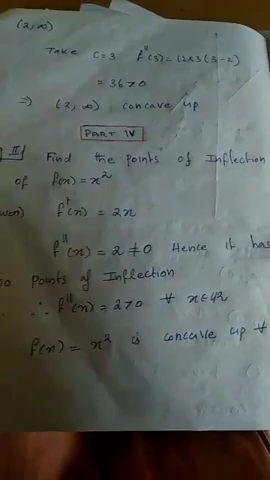 (2, ∞)
Take C=3 f"(3) = 12×3(3-2)
= 36>0
⇒ (2, ∞) concave up
PART IV
II Find the points of Inflection
of f(x) = x²
f'(x) = 2x
f"(x) = 2 ≠0 Hence it has
no Points of Inflection
∴ f"(x) = 2>0 ∀ x∈
f(x) = x² is concave up ∀